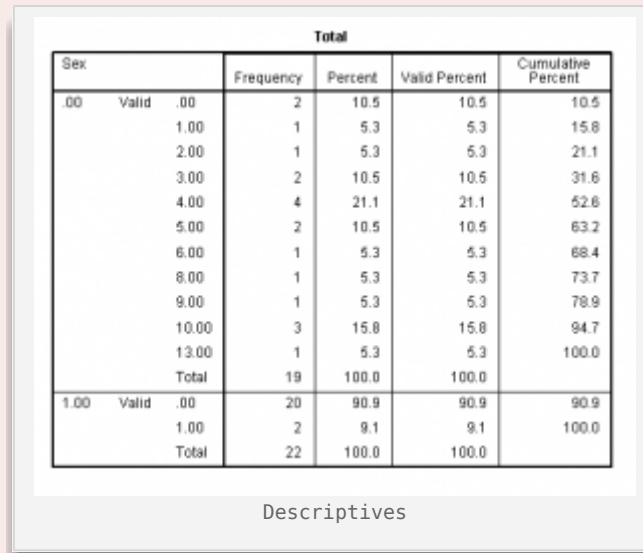 Total
Sex Frequency Percent Valid Percent Cumulative Percent
.00 Valid .00 2 10.5 10.5 10.5
1.00 1 5.3 5.3 15.8
2.00 1 5.3 5.3 21.1
3.00 2 10.5 10.5 31.6
4.00 4 21.1 21.1 52.6
5.00 2 10.5 10.5 63.2
6.00 1 5.3 5.3 68.4
8.00 1 5.3 5.3 73.7
9.00 1 5.3 5.3 78.9
10.00 3 15.8 15.8 94.7
13.00 1 5.3 5.3 100.0
Total 19 100.0 100.0
1.00 Valid .00 20 90.9 90.9 90.9
1.00 2 9.1 9.1 100.0
Total 22 100.0 100.0
Descriptives